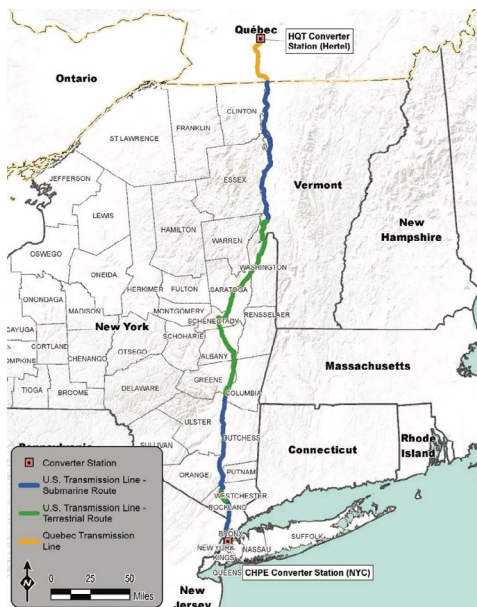 Québec
HQT Converter
Station (Hertel)
Ontario
CLINTON
FRANKLIN
ST LAWRENCE
ESSEX
Vermont
JEFFERSON
LEWIS
HAMILTON
WARREN
New
Hampshire
OSWEGO
ONEIDA
WASHINGTON
HERKIMER
FULTON
SARATOGA
ONONDAGA
MADISON
MONTGOMERY
RENSSELAER
SCHENECTADY
CAYUGA
New York
SCHOHARIE
CORTLAND
OTSEGO
ALBANY
TOMPKINS
CHENANGO
Massachusetts
GREENE
TIOGA
BROOME
DELAWARE
COLUMBIA
ULSTER
Rhode
Island
DUTCHESS
Connecticut
Pennsylvania
SULLIVAN
ORANGE
PUTNAM
WESTCHESTER
ROCKLAND
BRONX
SUFFOLK
NEW YORK
NASSAU
KINGS
QUEENS
CHPE Converter Station (NYC)
New
Jersey
LEGEND
Converter Station
U.S. Transmission Line -
Submarine Route
U.S. Transmission Line -
Terrestrial Route
Quebec Transmission
Line
N
0 25 50
Miles